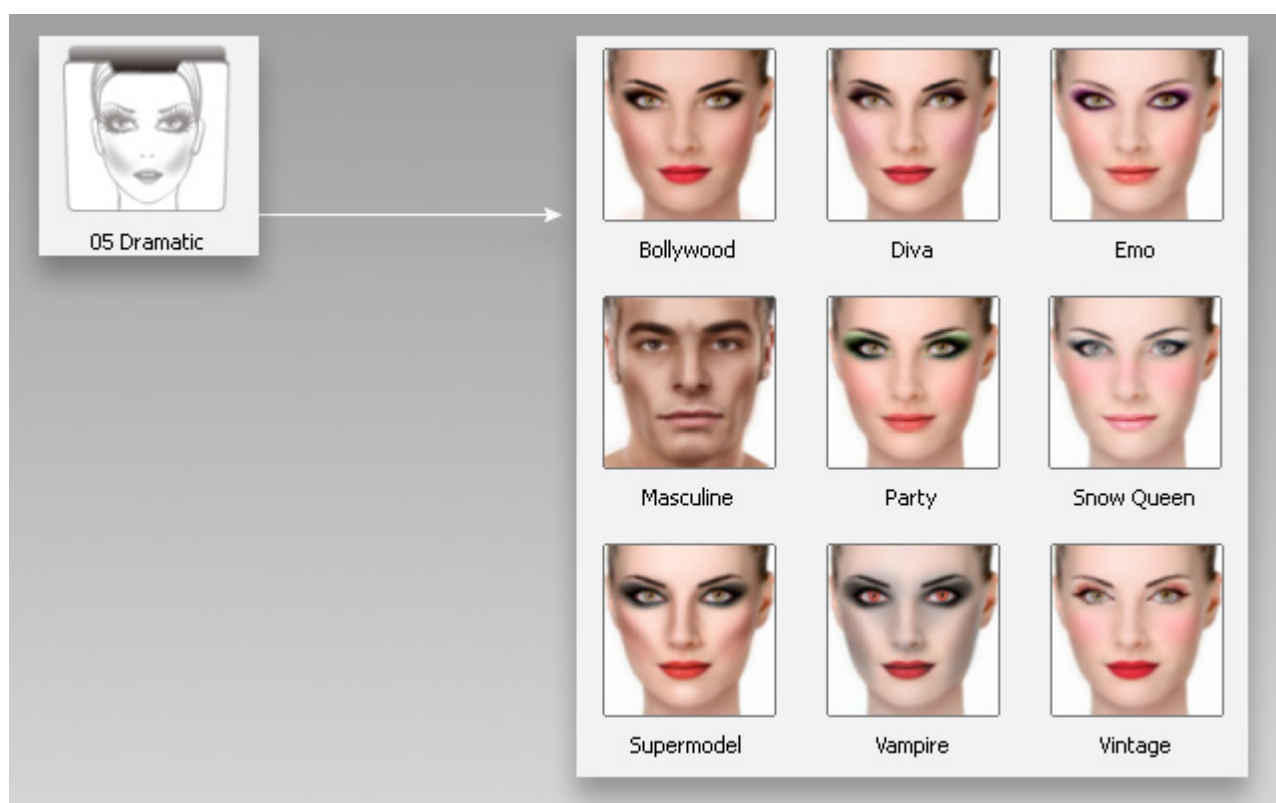 05 Dramatic
Bollywood
Diva
Emo
Masculine
Party
Snow Queen
Supermodel
Vampire
Vintage